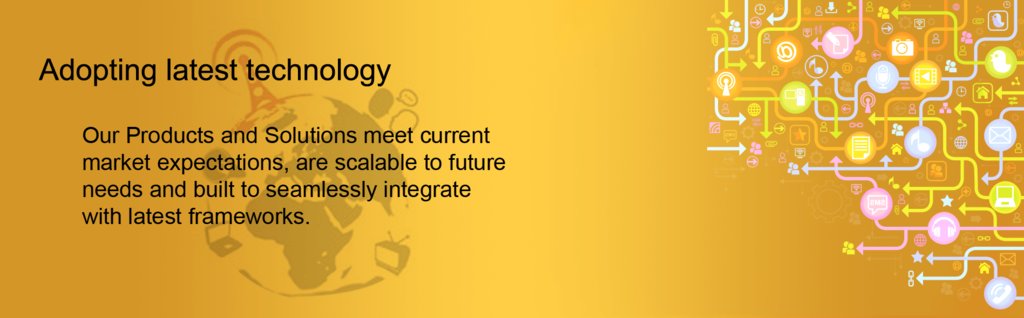 Adopting latest technology
Our Products and Solutions meet current
market expectations, are scalable to future
needs and built to seamlessly integrate
with latest frameworks.